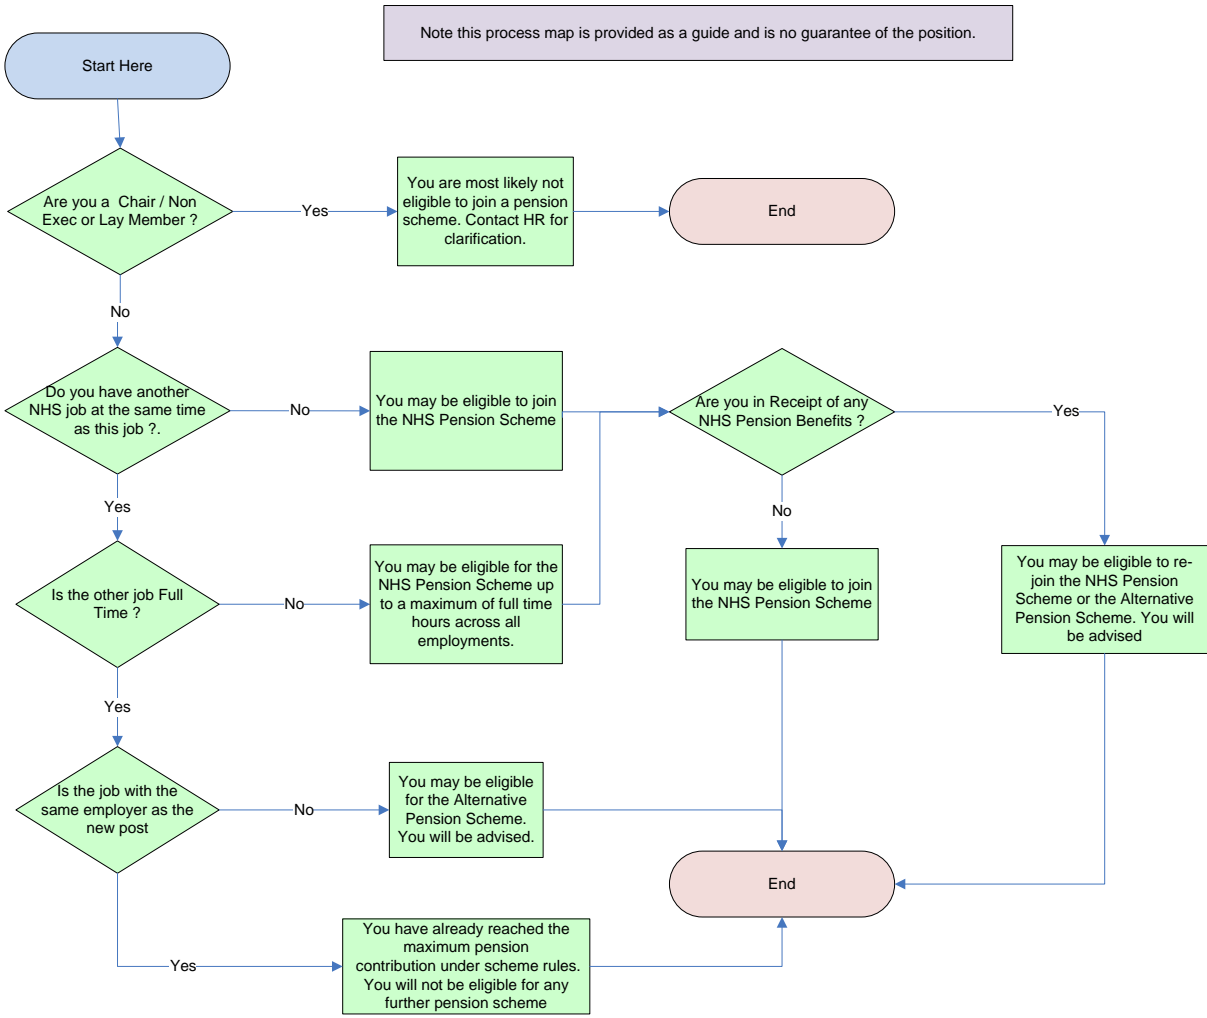 Note this process map is provided as a guide and is no guarantee of the position.
Start Here
Are you a  Chair / Non
Exec or Lay Member ?
Yes
You are most likely not
eligible to join a pension
scheme. Contact HR for
clarification.
End
No
Do you have another
NHS job at the same time
as this job ?.
No
You may be eligible to join
the NHS Pension Scheme
Are you in Receipt of any
NHS Pension Benefits ?
Yes
Yes
No
Is the other job Full
Time ?
No
You may be eligible for the
NHS Pension Scheme up
to a maximum of full time
hours across all
employments.
You may be eligible to join
the NHS Pension Scheme
You may be eligible to re-
join the NHS Pension
Scheme or the Alternative
Pension Scheme. You will
be advised
Yes
Is the job with the
same employer as the
new post
No
You may be eligible
for the Alternative
Pension Scheme.
You will be advised.
End
Yes
You have already reached the
maximum pension
contribution under scheme rules.
You will not be eligible for any
further pension scheme